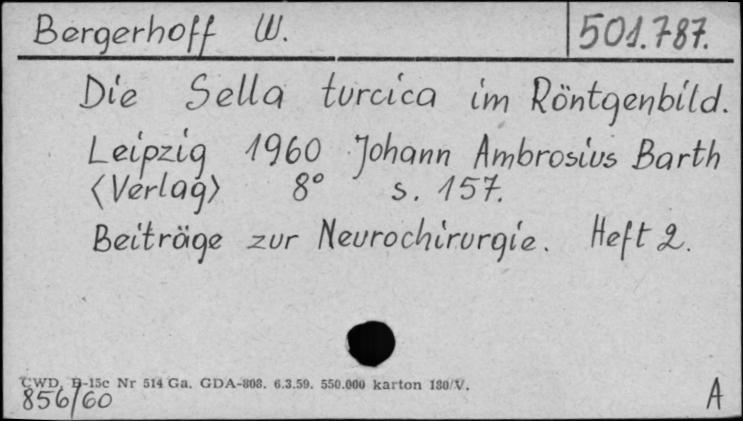 Bergerhoff W. 501.787.
Die Sella turcica im Röntgenbild.
Leipzig 1960 Johann Ambrosius Barth
<Verlag> 8° s. 157.
Beiträge zur Neurochirurgie. Heft 2.
CWD, B-15c Nr 514 Ga. GDA-808. 6.3.59. 550.000 karton 180/V.
856/60 A